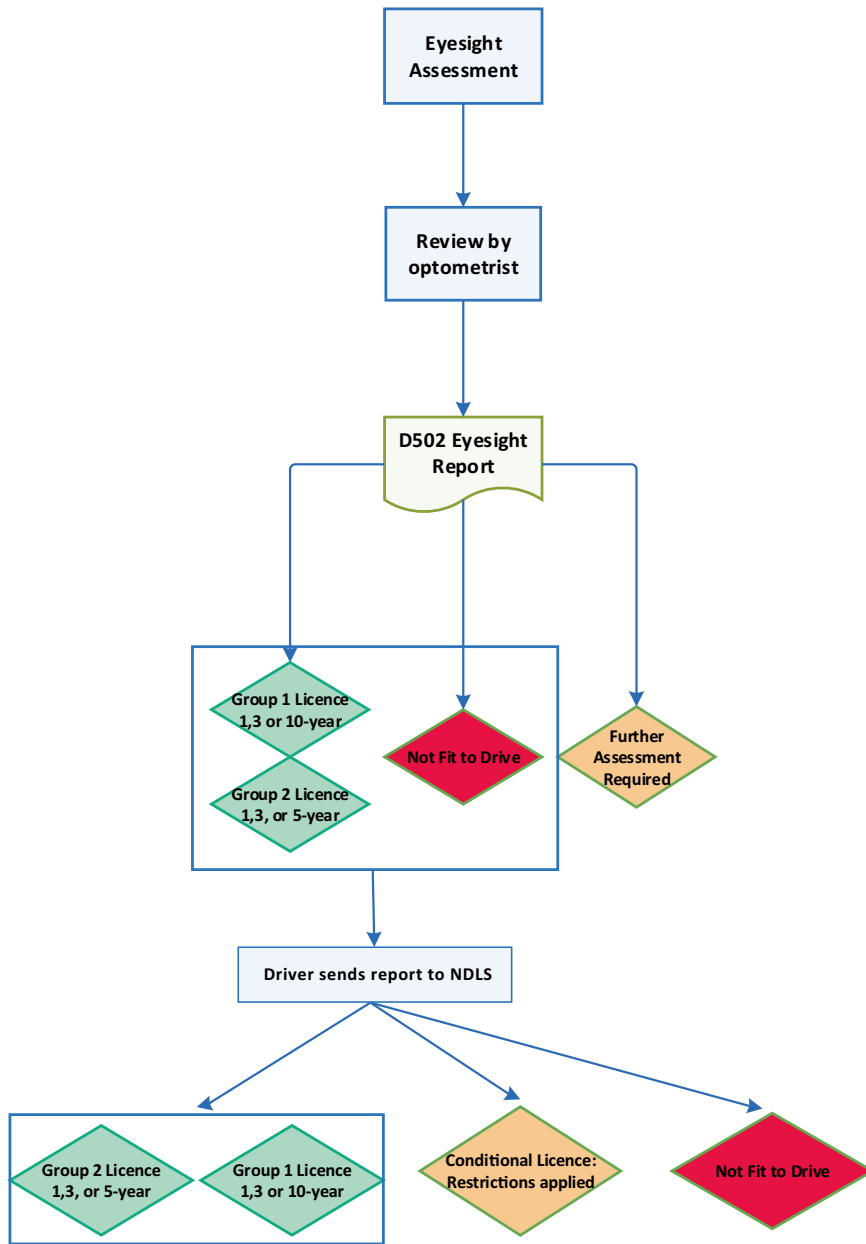 Eyesight
Assessment
Review by
optometrist
D502 Eyesight
Report
Group 1 Licence
1,3 or 10-year
Group 2 Licence
1,3, or 5-year
Not Fit to Drive
Further
Assessment
Required
Driver sends report to NDLS
Group 2 Licence
1,3, or 5-year
Group 1 Licence
1,3 or 10-year
Conditional Licence:
Restrictions applied
Not Fit to Drive